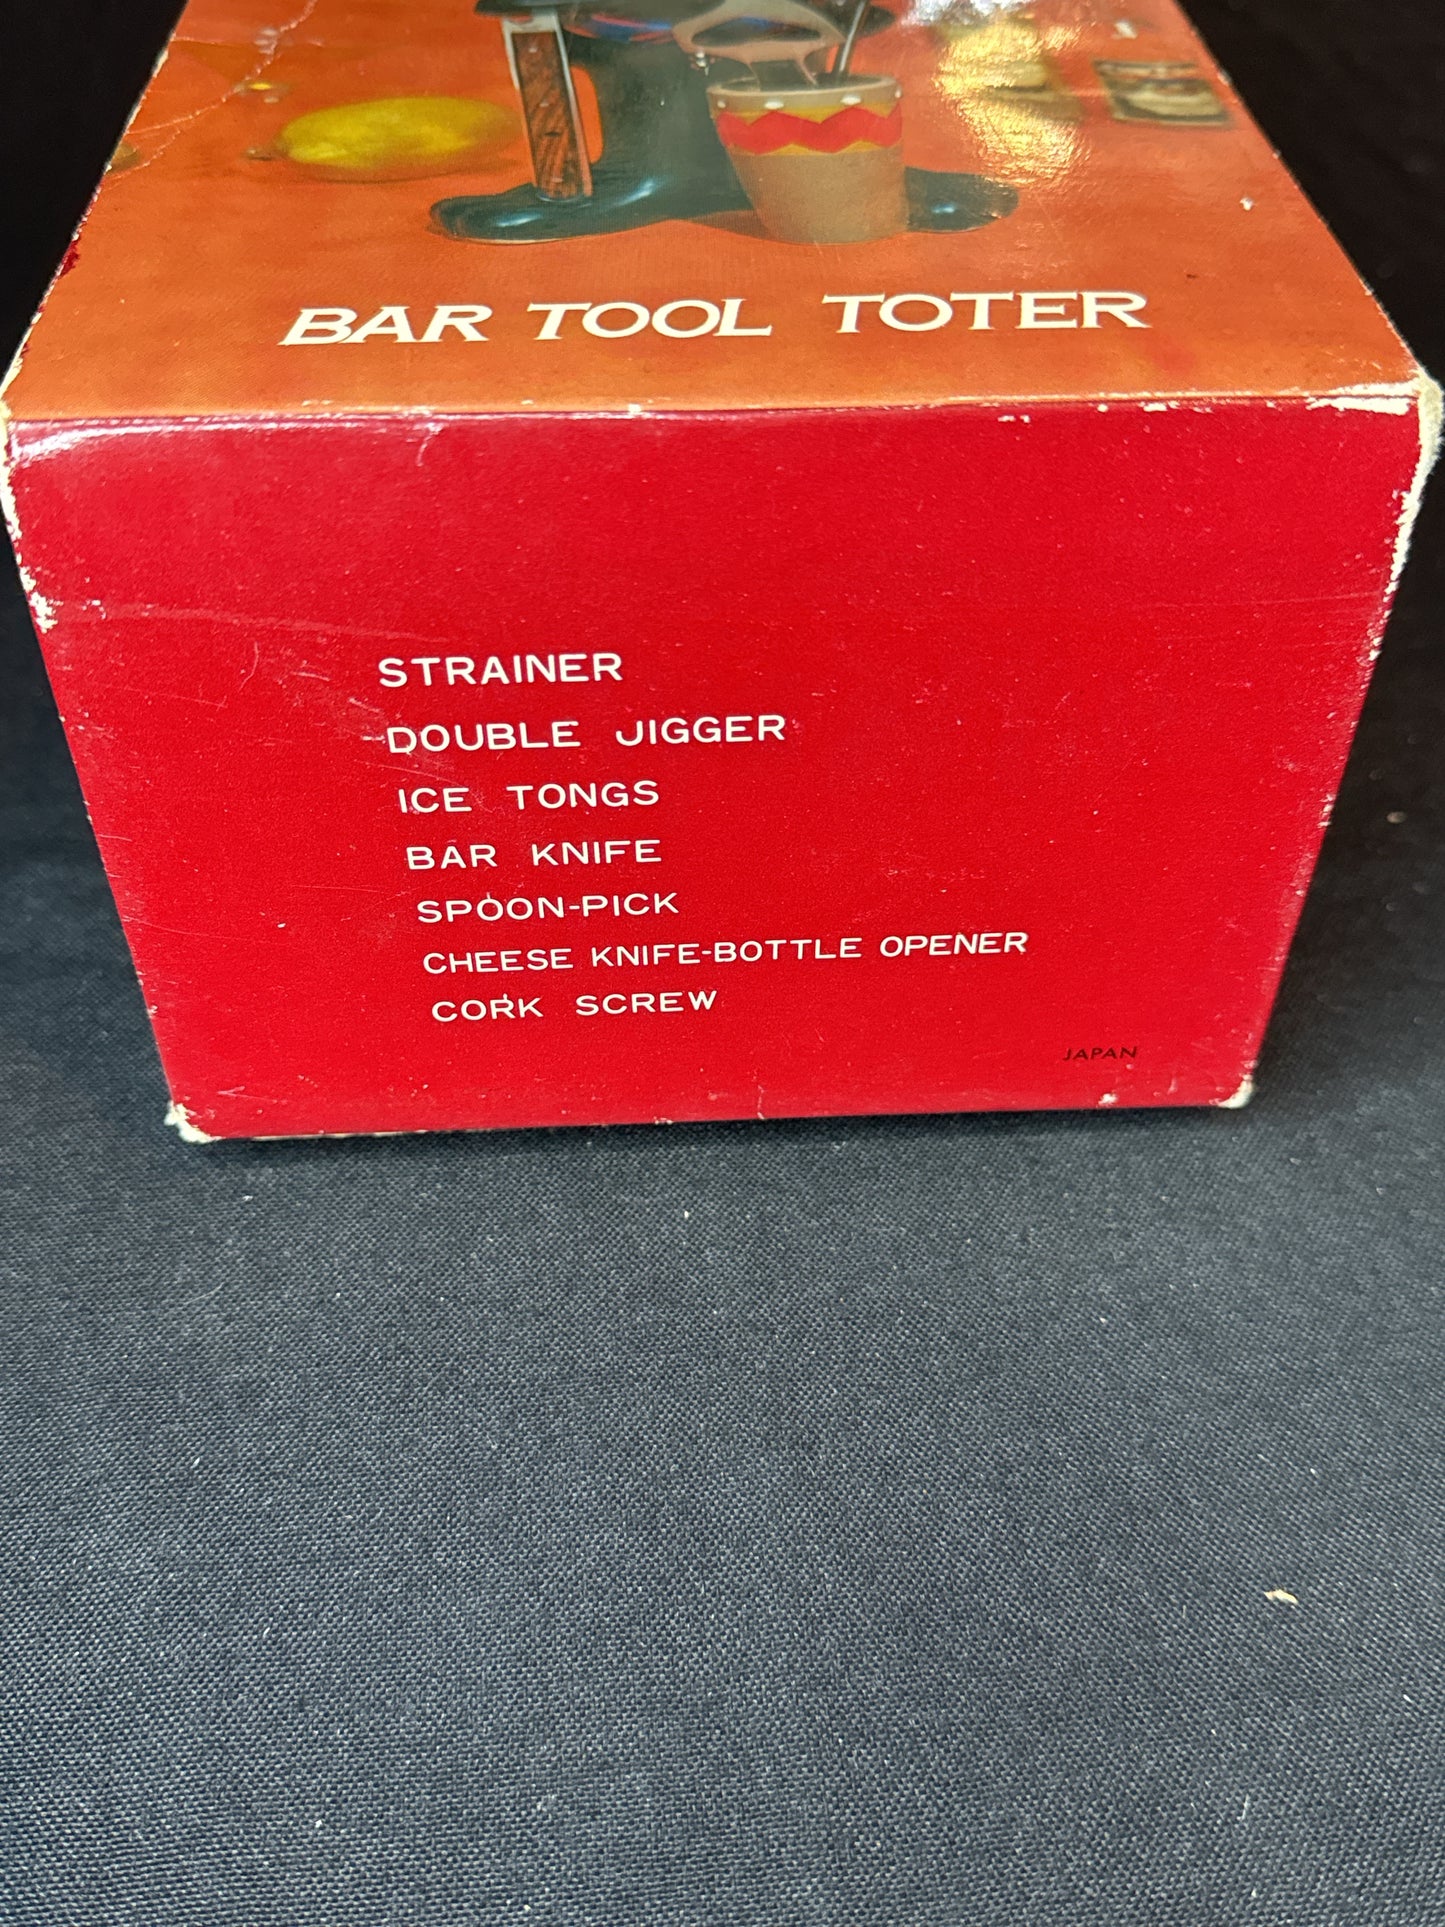 BAR TOOL TOTER
STRAINER
DOUBLE JIGGER
ICE TONGS
BAR KNIFE
SPOON-PICK
CHEESE KNIFE-BOTTLE OPENER
CORK SCREW
JAPAN